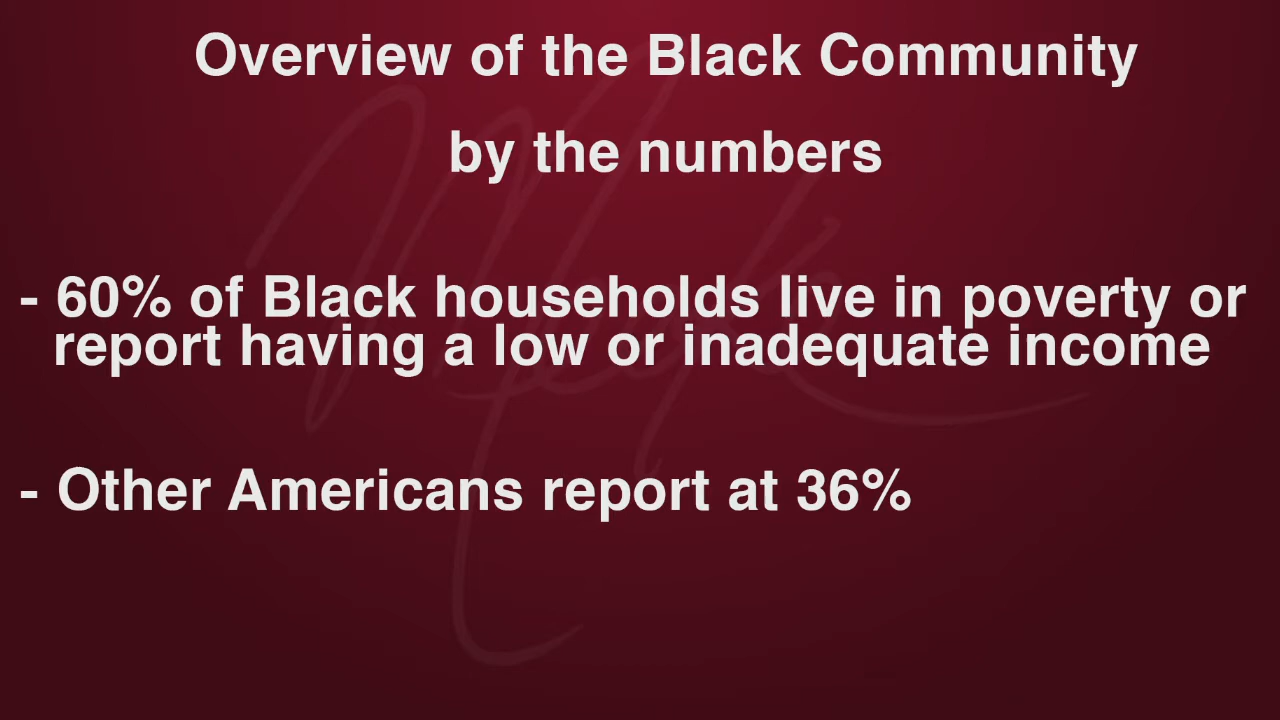 Overview of the Black Community
by the numbers
- 60% of Black households live in poverty or
report having a low or inadequate income
- Other Americans report at 36%